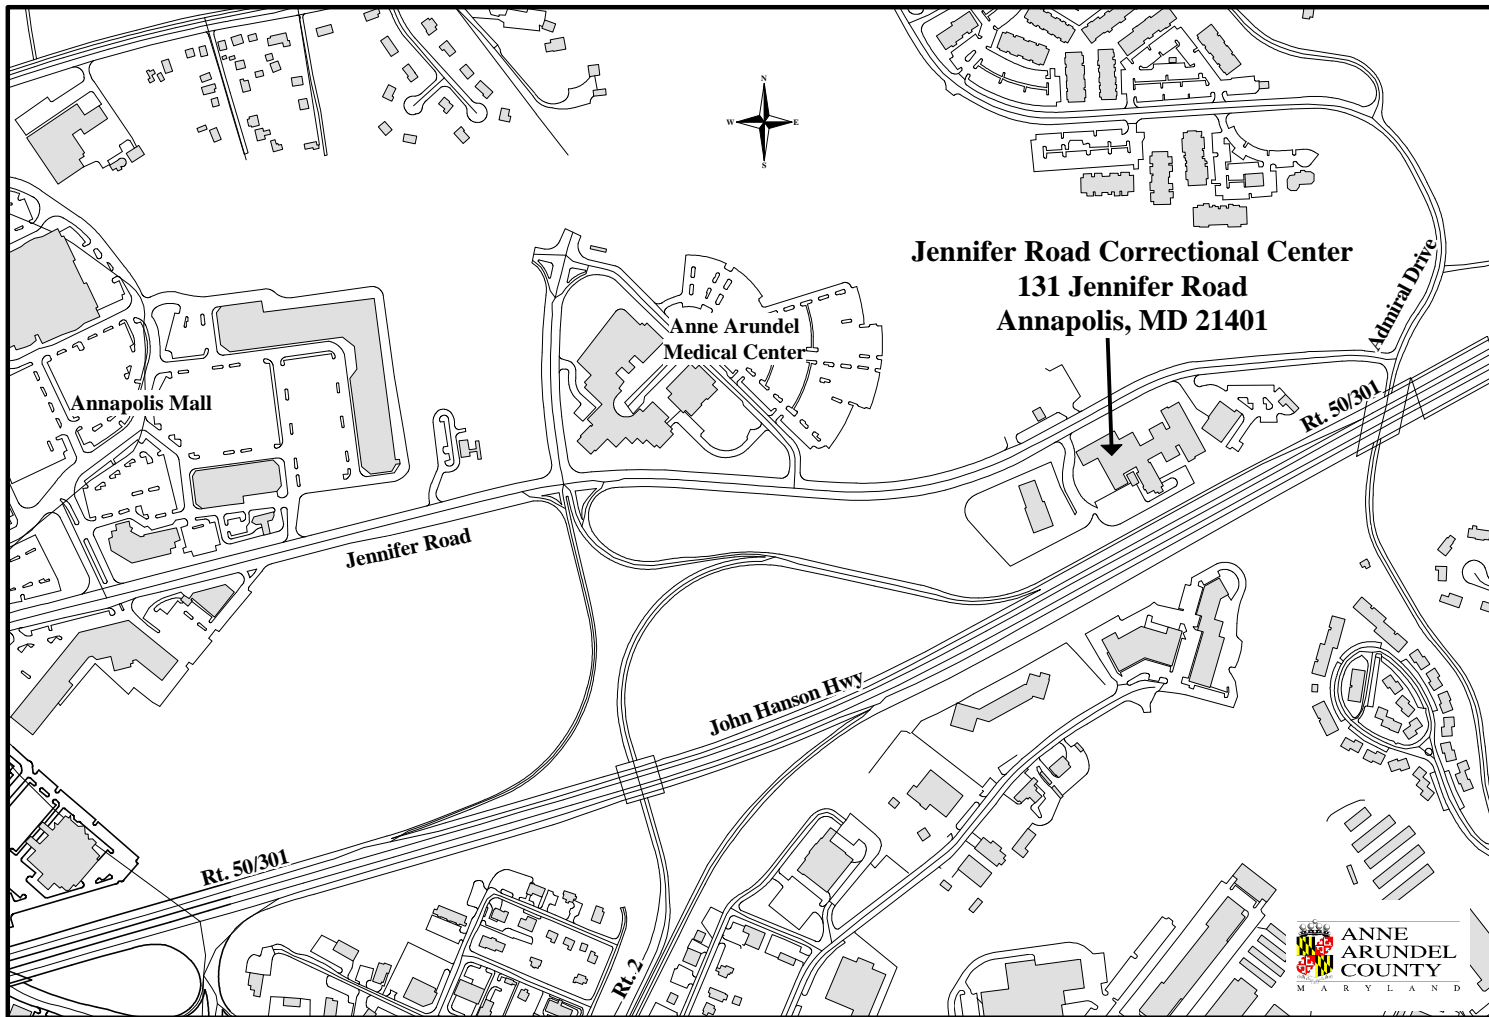 N
W E
S
Jennifer Road Correctional Center
131 Jennifer Road
Annapolis, MD 21401
Admiral Drive
Anne Arundel
Medical Center
Annapolis Mall
Rt. 50/301
Jennifer Road
John Hanson Hwy
Rt. 50/301
Rt. 2
ANNE
ARUNDEL
COUNTY
MARYLAND